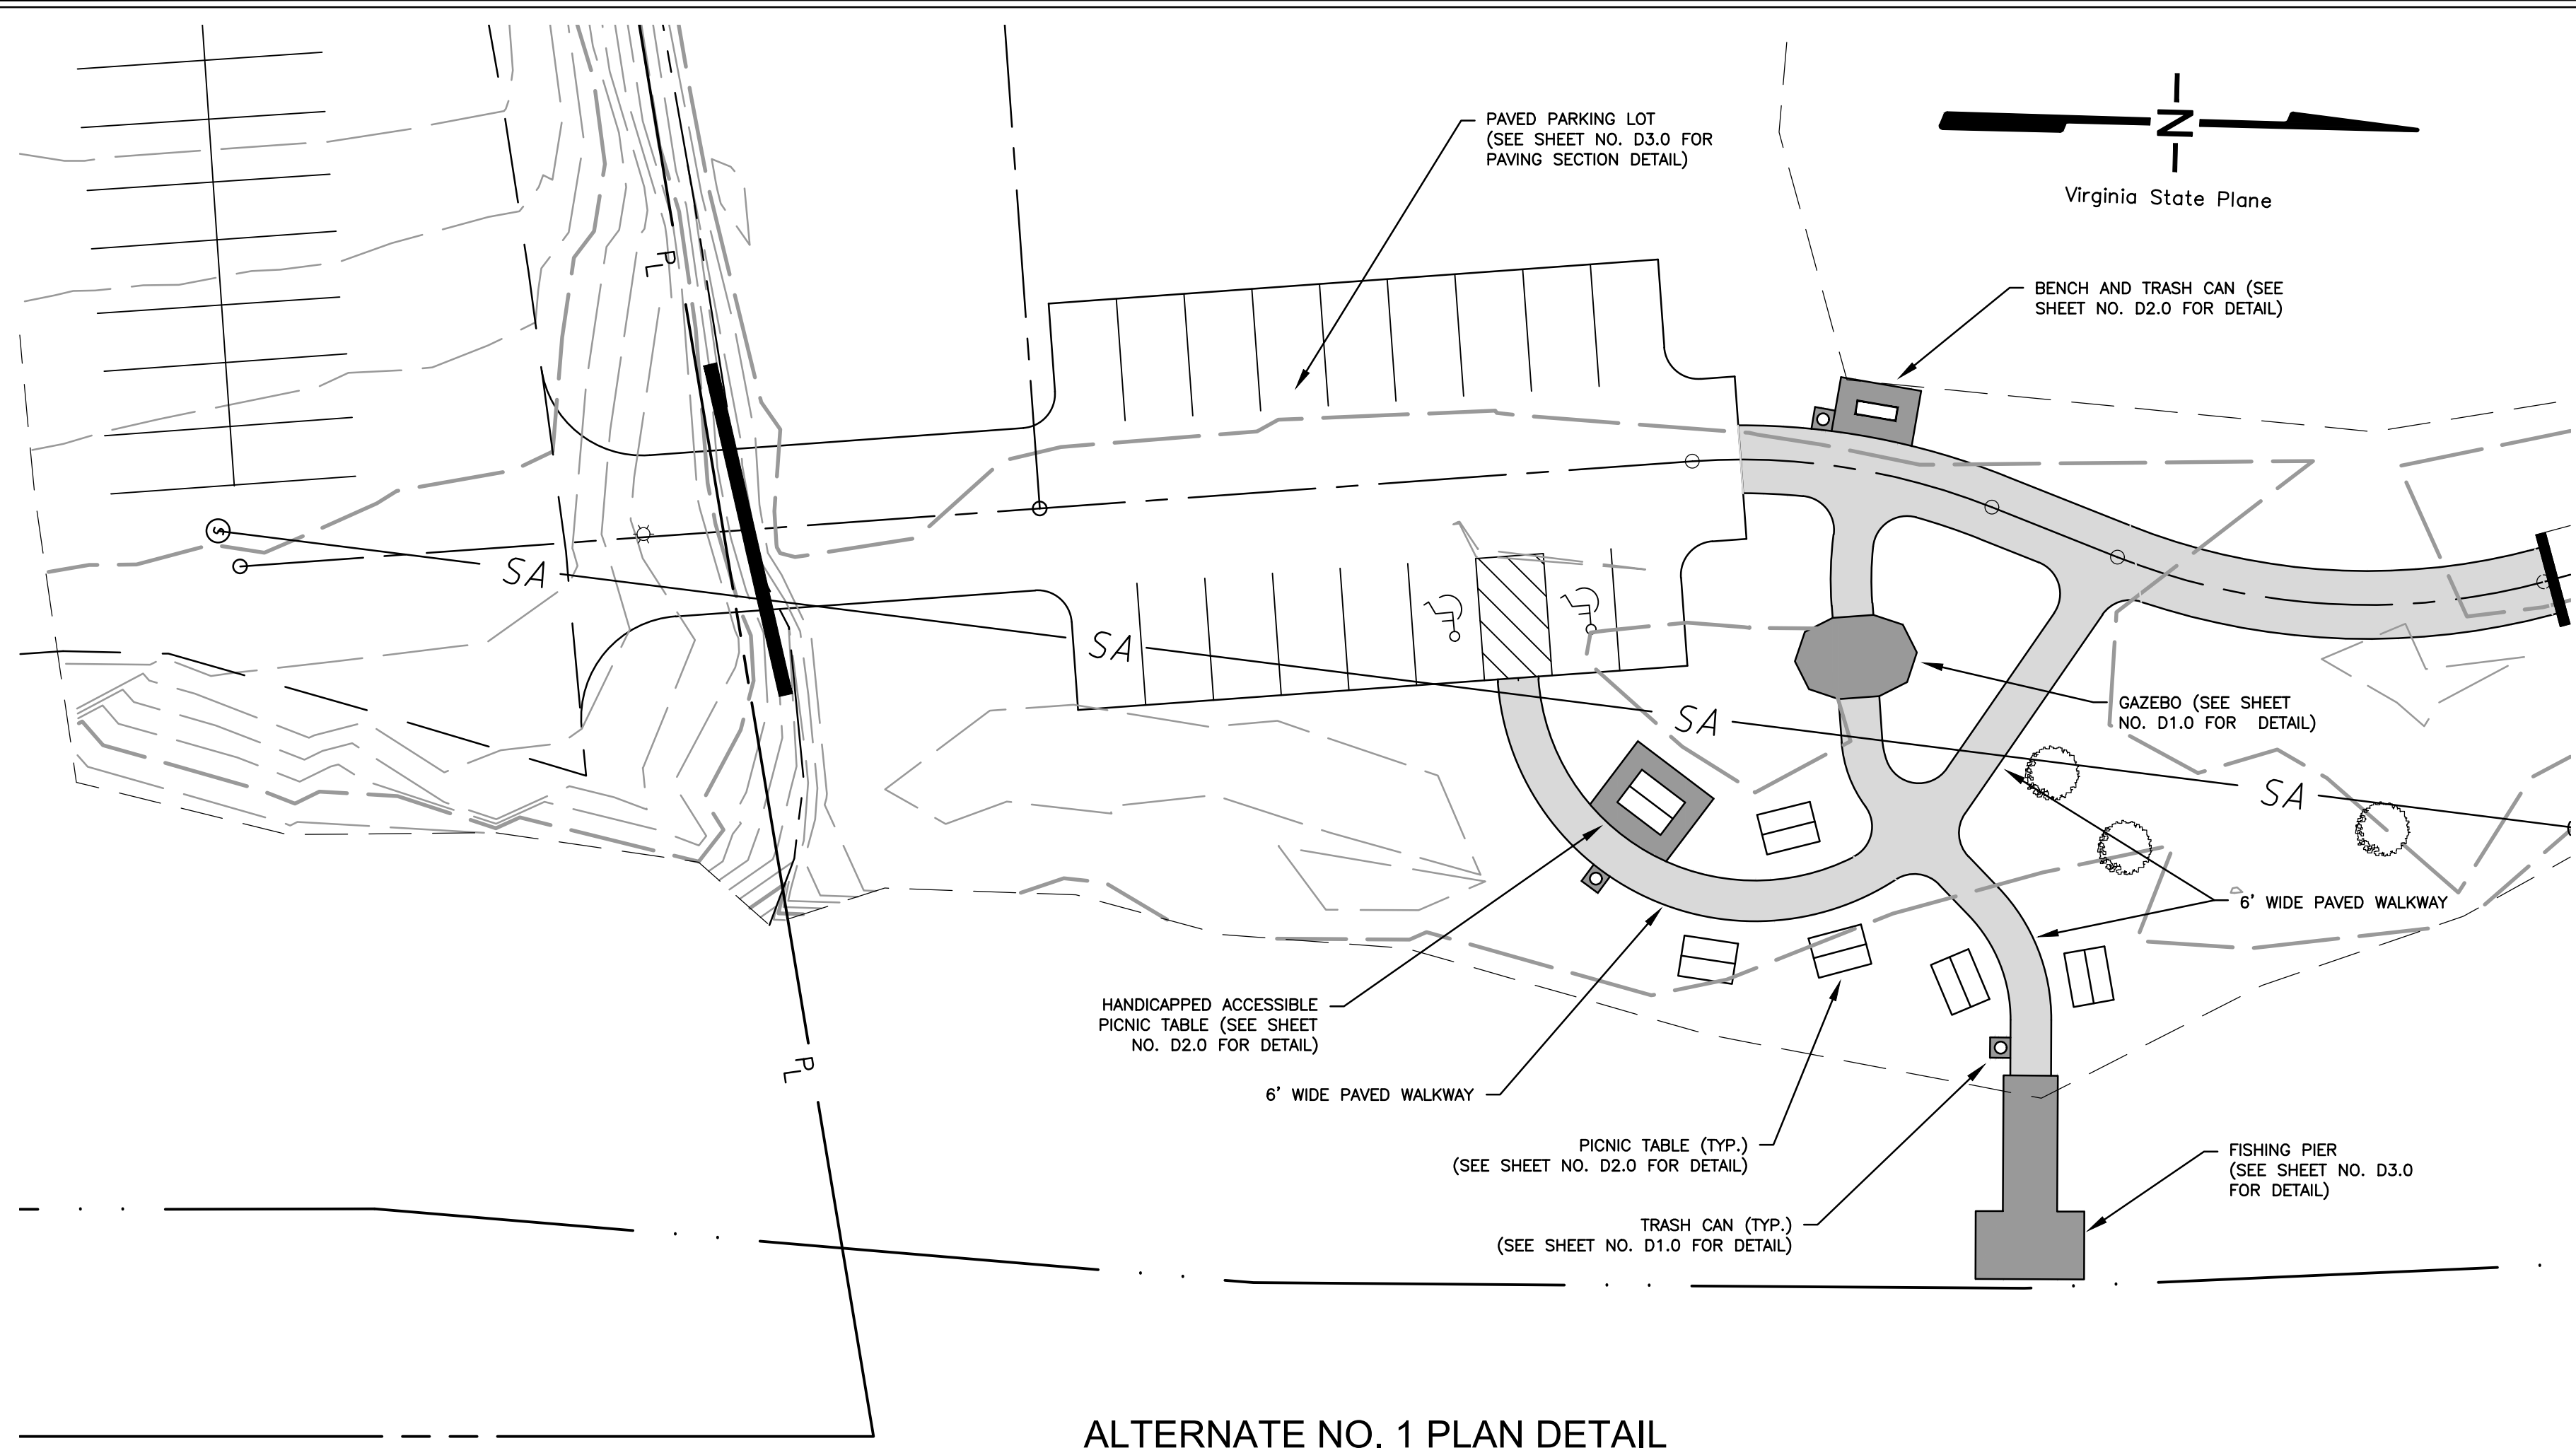 PAVED PARKING LOT
(SEE SHEET NO. D3.0 FOR
PAVING SECTION DETAIL)
N
Virginia State Plane
PL
BENCH AND TRASH CAN (SEE
SHEET NO. D2.0 FOR DETAIL)
S
SA
SA
SA
SA
GAZEBO (SEE SHEET
NO. D1.0 FOR DETAIL)
6' WIDE PAVED WALKWAY
HANDICAPPED ACCESSIBLE
PICNIC TABLE (SEE SHEET
NO. D2.0 FOR DETAIL)
PL
6' WIDE PAVED WALKWAY
PICNIC TABLE (TYP.)
(SEE SHEET NO. D2.0 FOR DETAIL)
FISHING PIER
(SEE SHEET NO. D3.0
FOR DETAIL)
TRASH CAN (TYP.)
(SEE SHEET NO. D1.0 FOR DETAIL)
ALTERNATE NO. 1 PLAN DETAIL